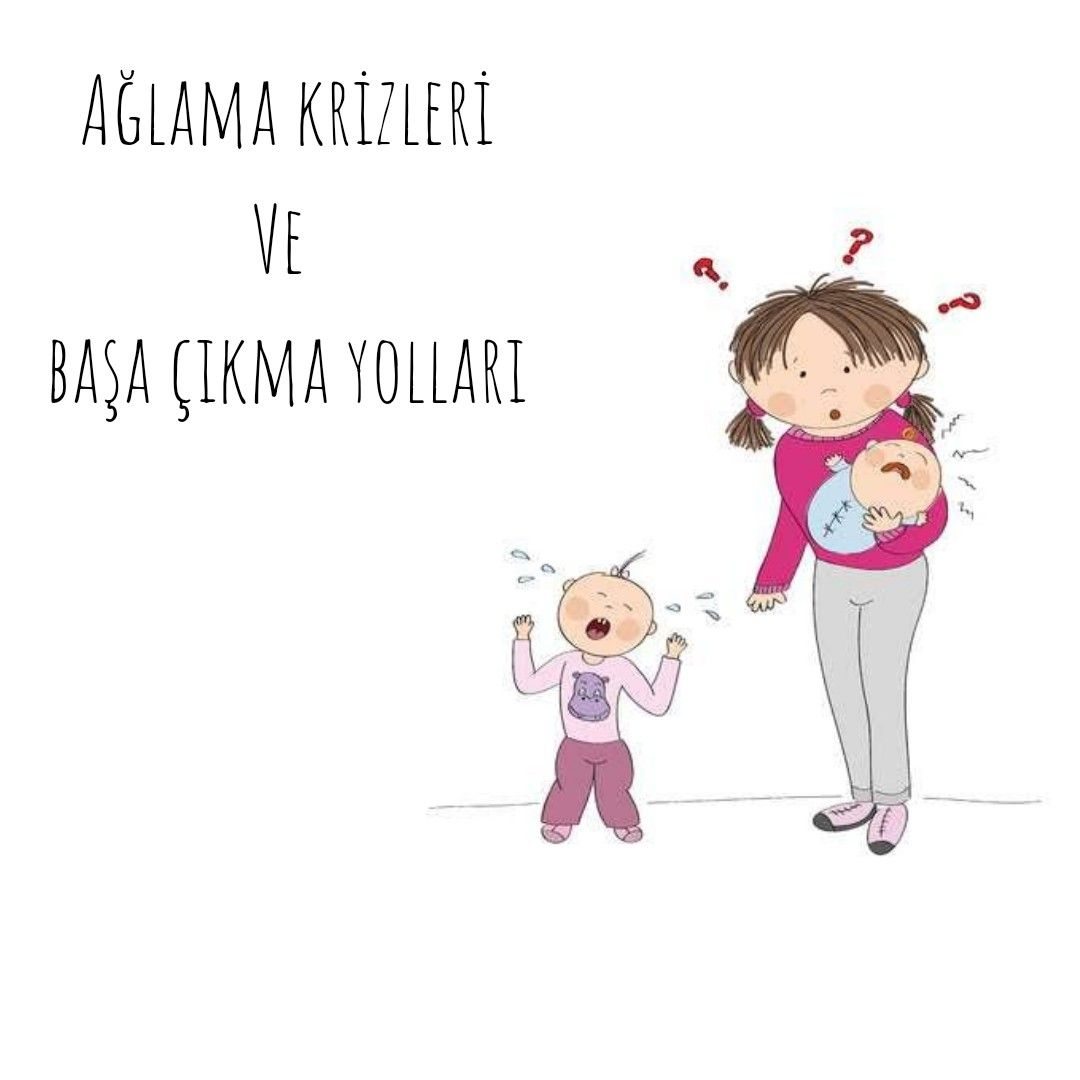 Ağlama krizleri
Ve
başa çıkma yolları
? ? ?